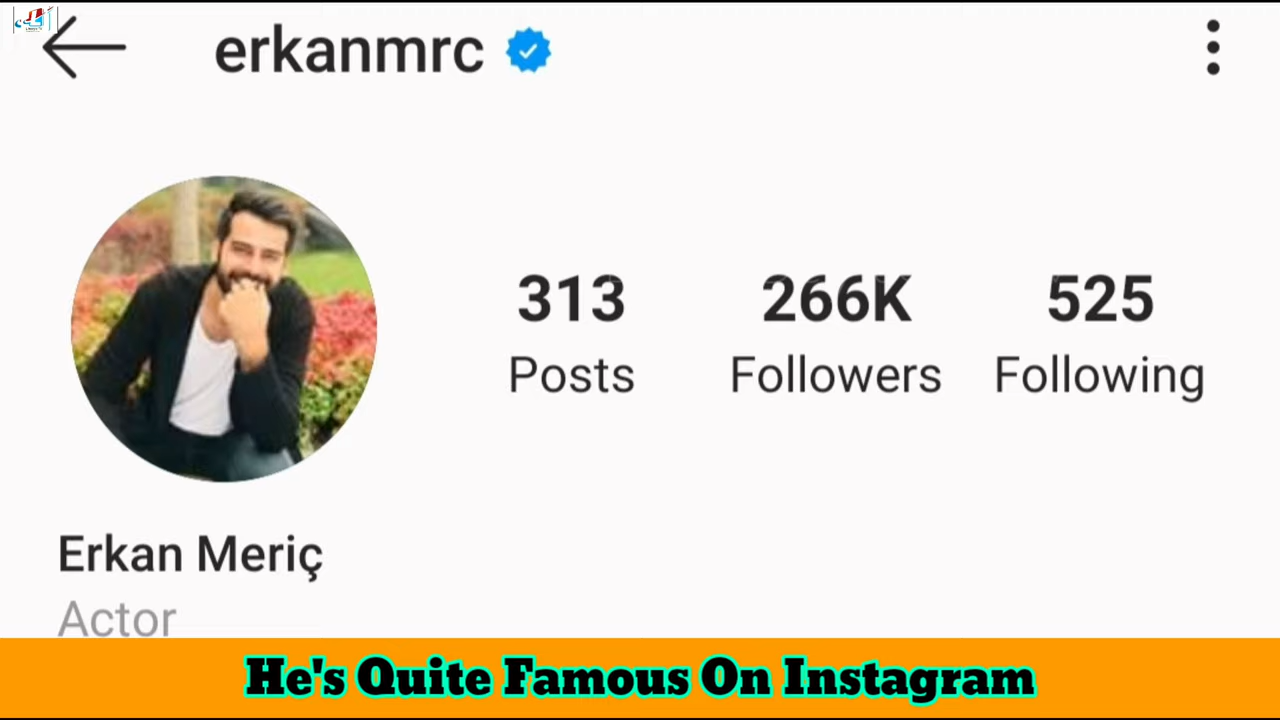 erkanmrc
313 266K 525
Posts Followers Following
Erkan Meriç
Actor
He's Quite Famous On Instagram